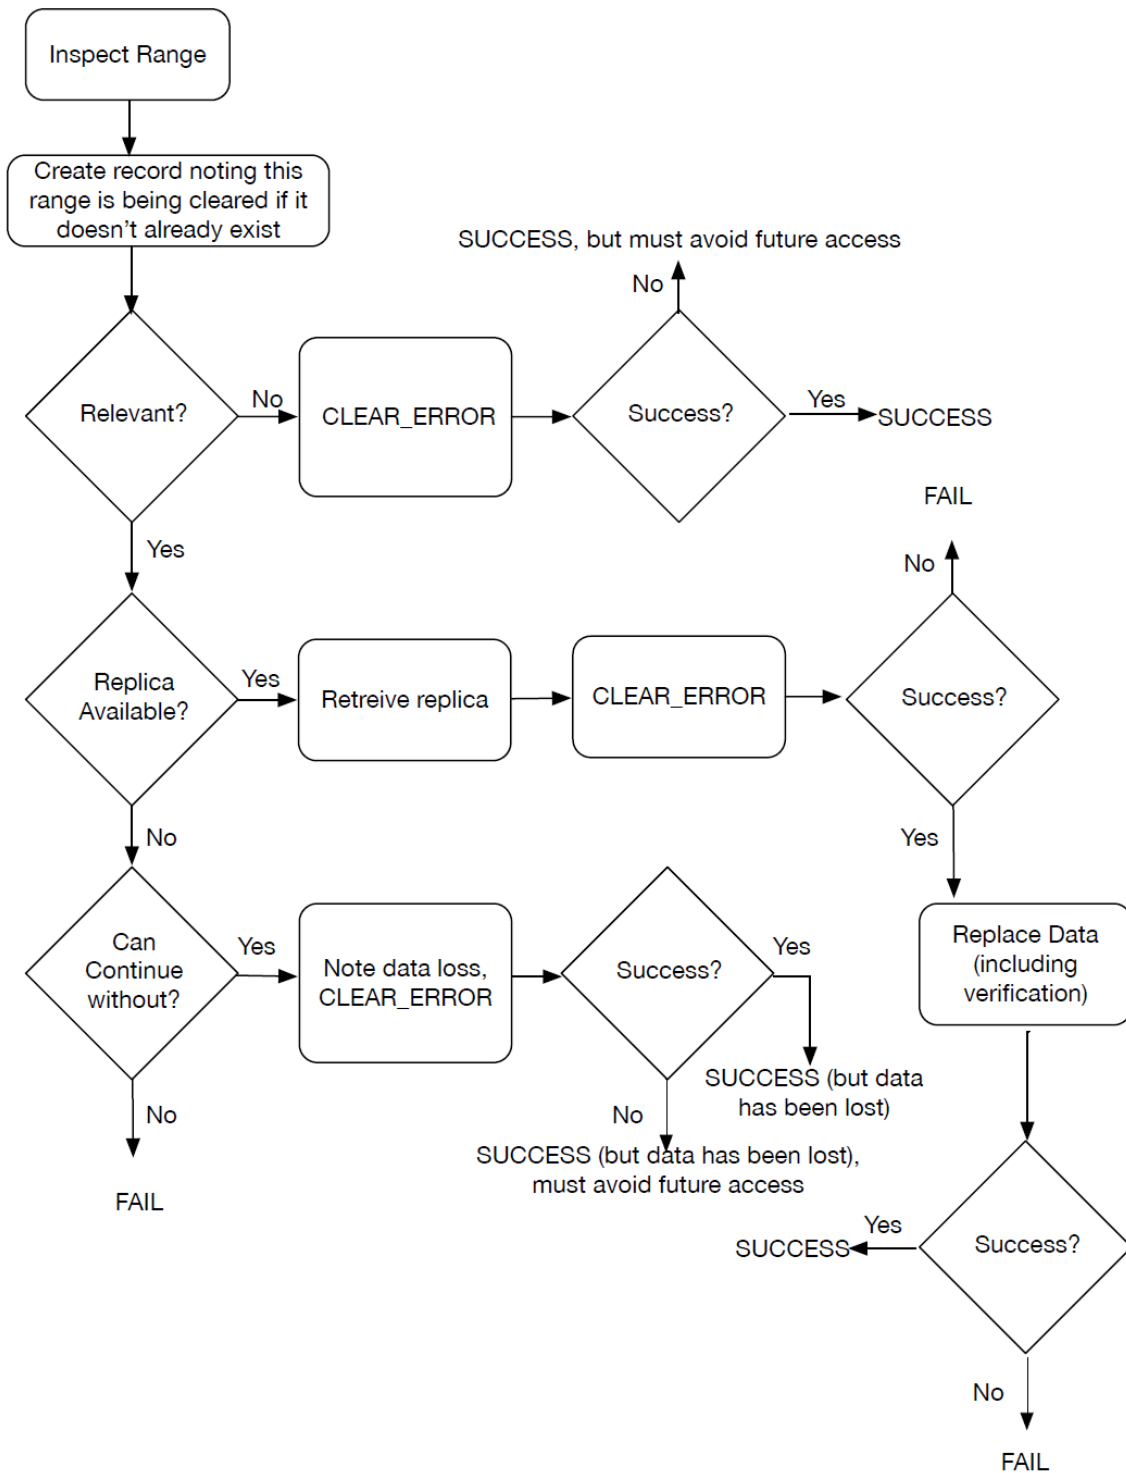 Inspect Range
Create record noting this
range is being cleared if it
doesn't already exist
SUCCESS, but must avoid future access
No
Relevant?
No
CLEAR_ERROR
Success?
Yes
SUCCESS
Yes
FAIL
No
Replica
Available?
Yes
Retreive replica
CLEAR_ERROR
Success?
No
Yes
Can
Continue
without?
Yes
Note data loss,
CLEAR_ERROR
Success?
Yes
Replace Data
(including
verification)
No
FAIL
No
SUCCESS (but data
has been lost)
SUCCESS (but data has been lost),
must avoid future access
SUCCESS
Yes
Success?
No
FAIL